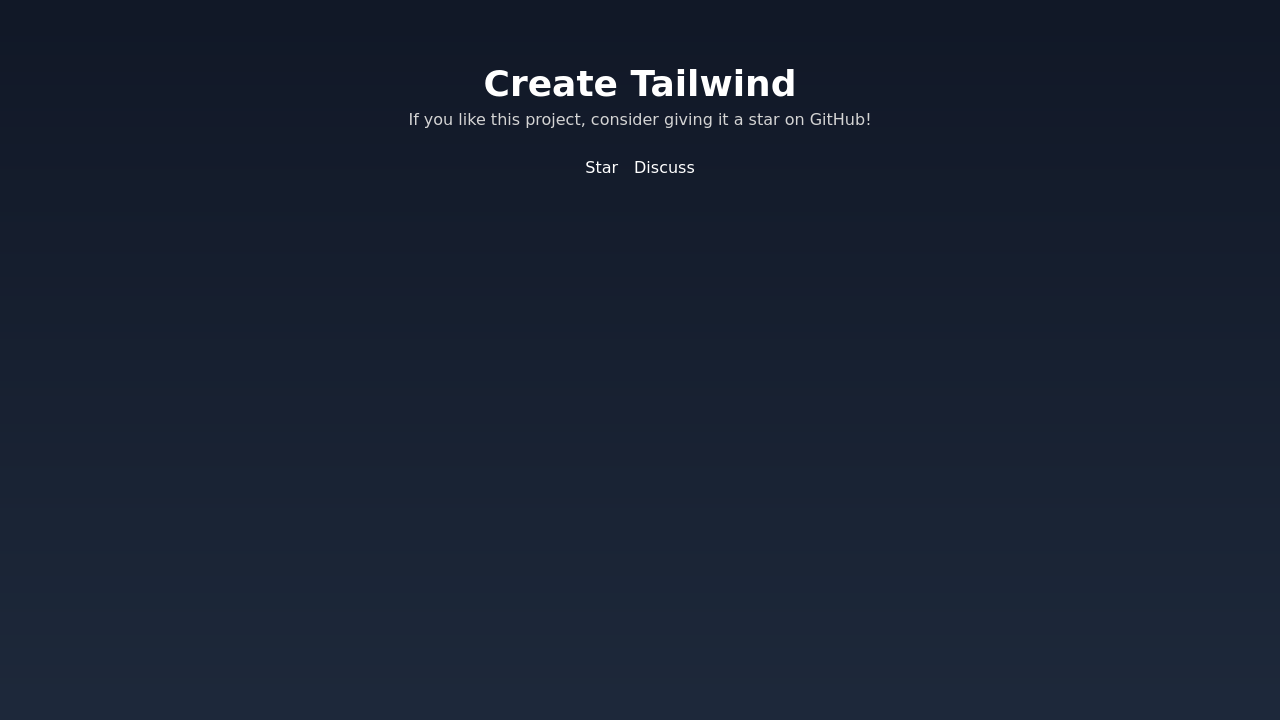 Create Tailwind
If you like this project, consider giving it a star on GitHub!
Star Discuss